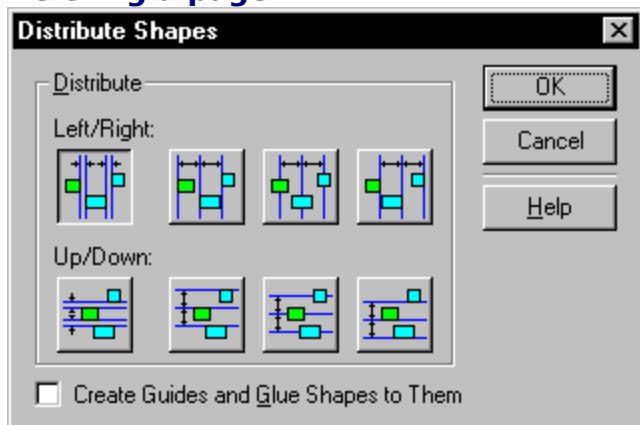 Distribute Shapes
Distribute
OK
Left/Right:
Cancel
Help
Up/Down:
Create Guides and Glue Shapes to Them